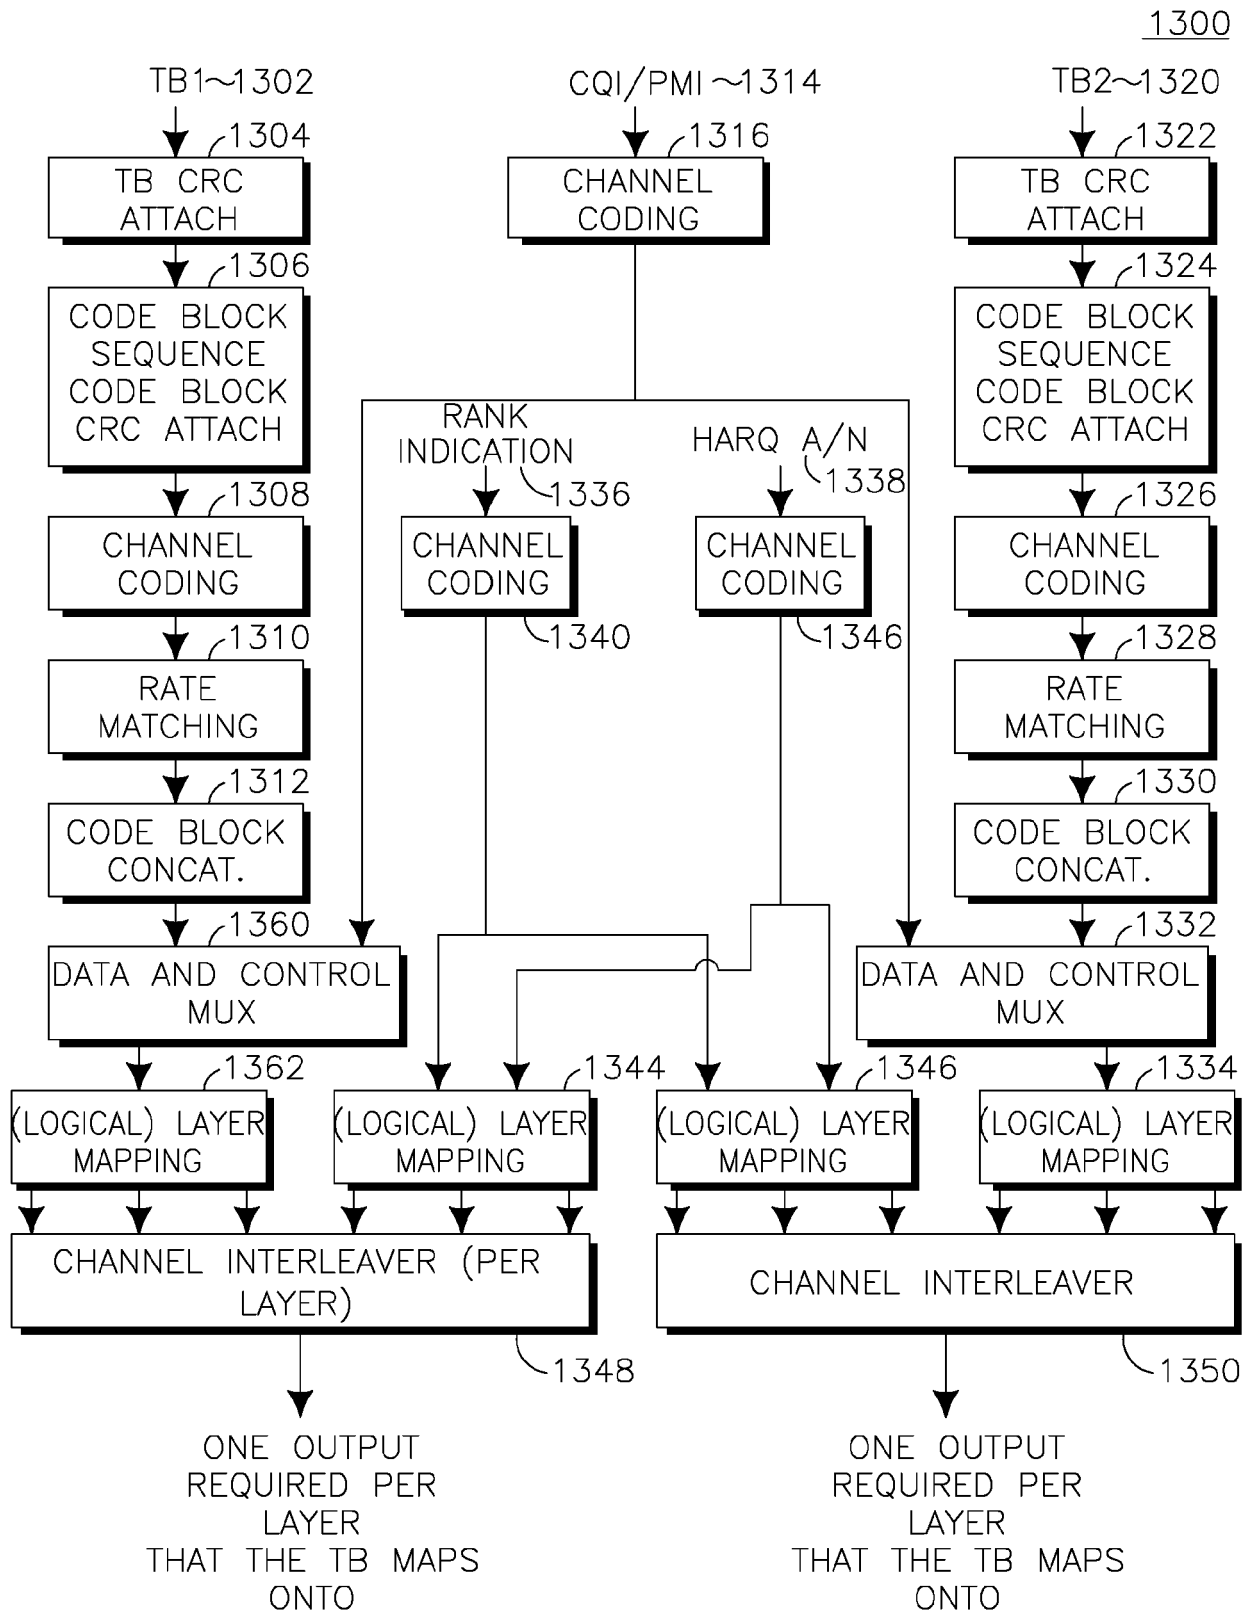 1300
TB1~1302
CQI/PMI ~1314
TB2~1320
1304
TB CRC
ATTACH
1316
CHANNEL
CODING
1322
TB CRC
ATTACH
1306
CODE BLOCK
SEQUENCE
CODE BLOCK
CRC ATTACH
1324
CODE BLOCK
SEQUENCE
CODE BLOCK
CRC ATTACH
RANK
INDICATION
1336
HARQ A/N
1338
1308
CHANNEL
CODING
CHANNEL
CODING
1340
CHANNEL
CODING
1346
1326
CHANNEL
CODING
1310
RATE
MATCHING
1328
RATE
MATCHING
1312
CODE BLOCK
CONCAT.
1330
CODE BLOCK
CONCAT.
1360
DATA AND CONTROL
MUX
1332
DATA AND CONTROL
MUX
1362
(LOGICAL) LAYER
MAPPING
1344
(LOGICAL) LAYER
MAPPING
1346
(LOGICAL) LAYER
MAPPING
1334
(LOGICAL) LAYER
MAPPING
CHANNEL INTERLEAVER (PER
LAYER)
1348
CHANNEL INTERLEAVER
1350
ONE OUTPUT
REQUIRED PER
LAYER
THAT THE TB MAPS
ONTO
ONE OUTPUT
REQUIRED PER
LAYER
THAT THE TB MAPS
ONTO